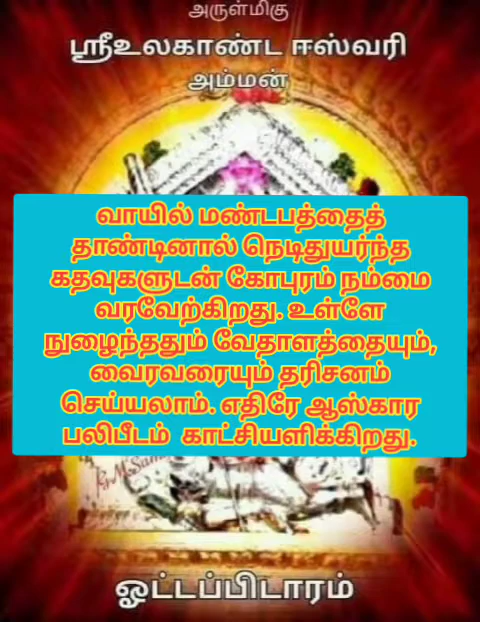 அருள்மிகு
ஸ்ரீஉலகாண்ட ஈஸ்வரி
அம்மன்
வாயில் மண்டபத்தைத்
தாண்டினால் நெடிதுயர்ந்த
கதவுகளுடன் கோபுரம் நம்மை
வரவேற்கிறது. உள்ளே
நுழைந்ததும் வேதாளத்தையும்,
வைரவரையும் தரிசனம்
செய்யலாம். எதிரே ஆஸ்கார
பலிபீடம் காட்சியளிக்கிறது.
ஓட்டப்பிடாரம்